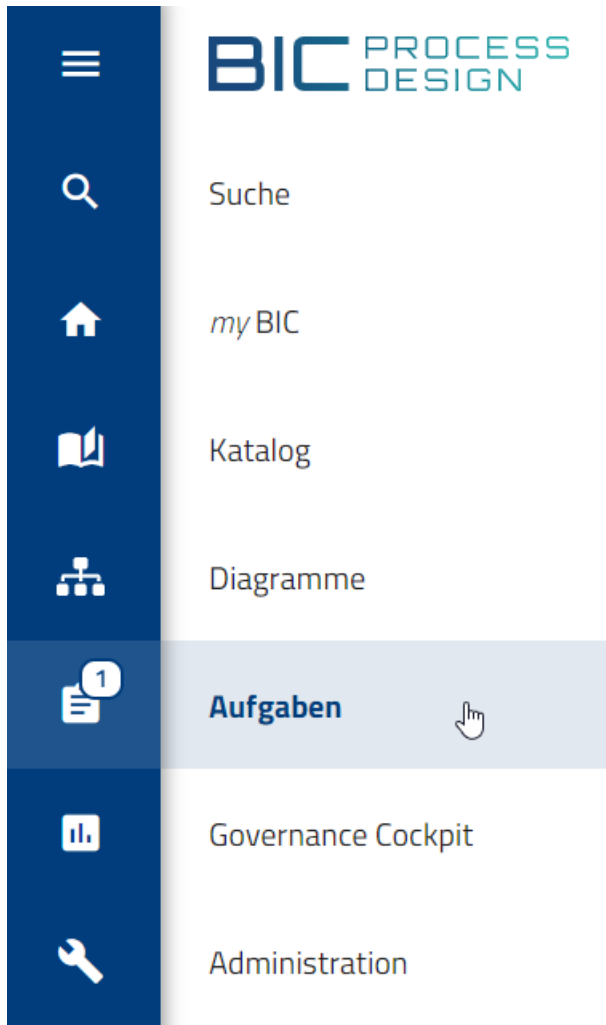 BIC PROCESS
DESIGN
Suche
my BIC
Katalog
Diagramme
1
Aufgaben
Governance Cockpit
Administration